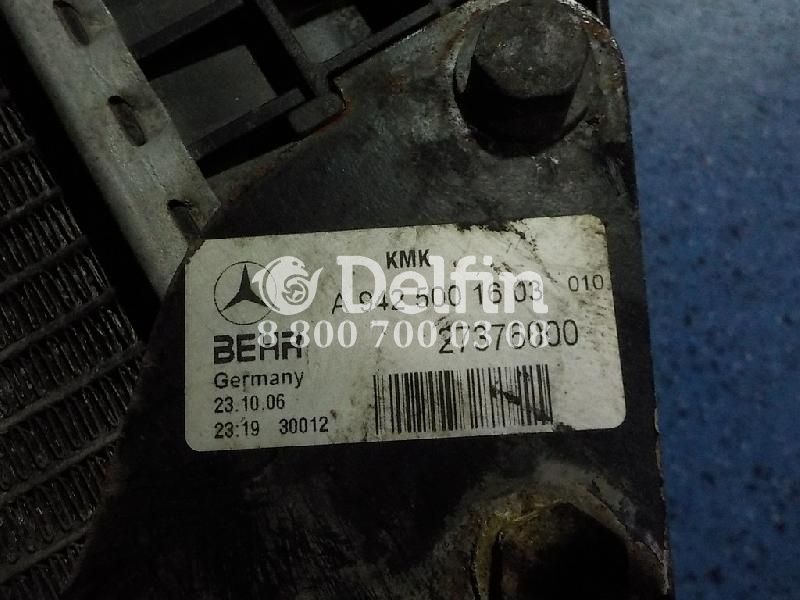 KMK
Delfin
A 942 500 16 03 010
8 800 700
BEHR 27376800
Germany
23.10.06
23:19 30012